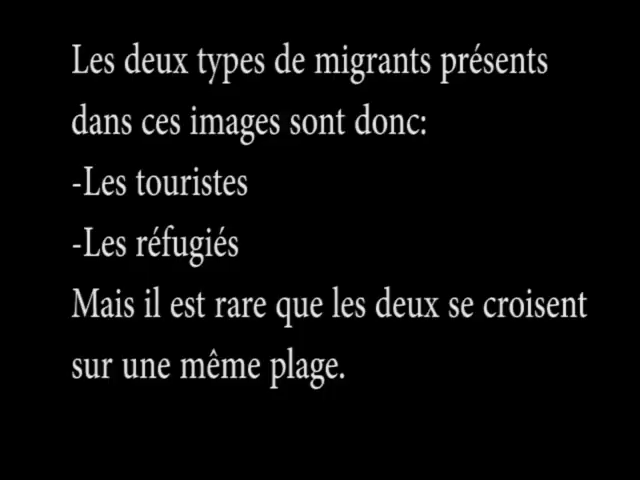 Les deux types de migrants présents
dans ces images sont donc:
-Les touristes
-Les réfugiés
Mais il est rare que les deux se croisent
sur une même plage.